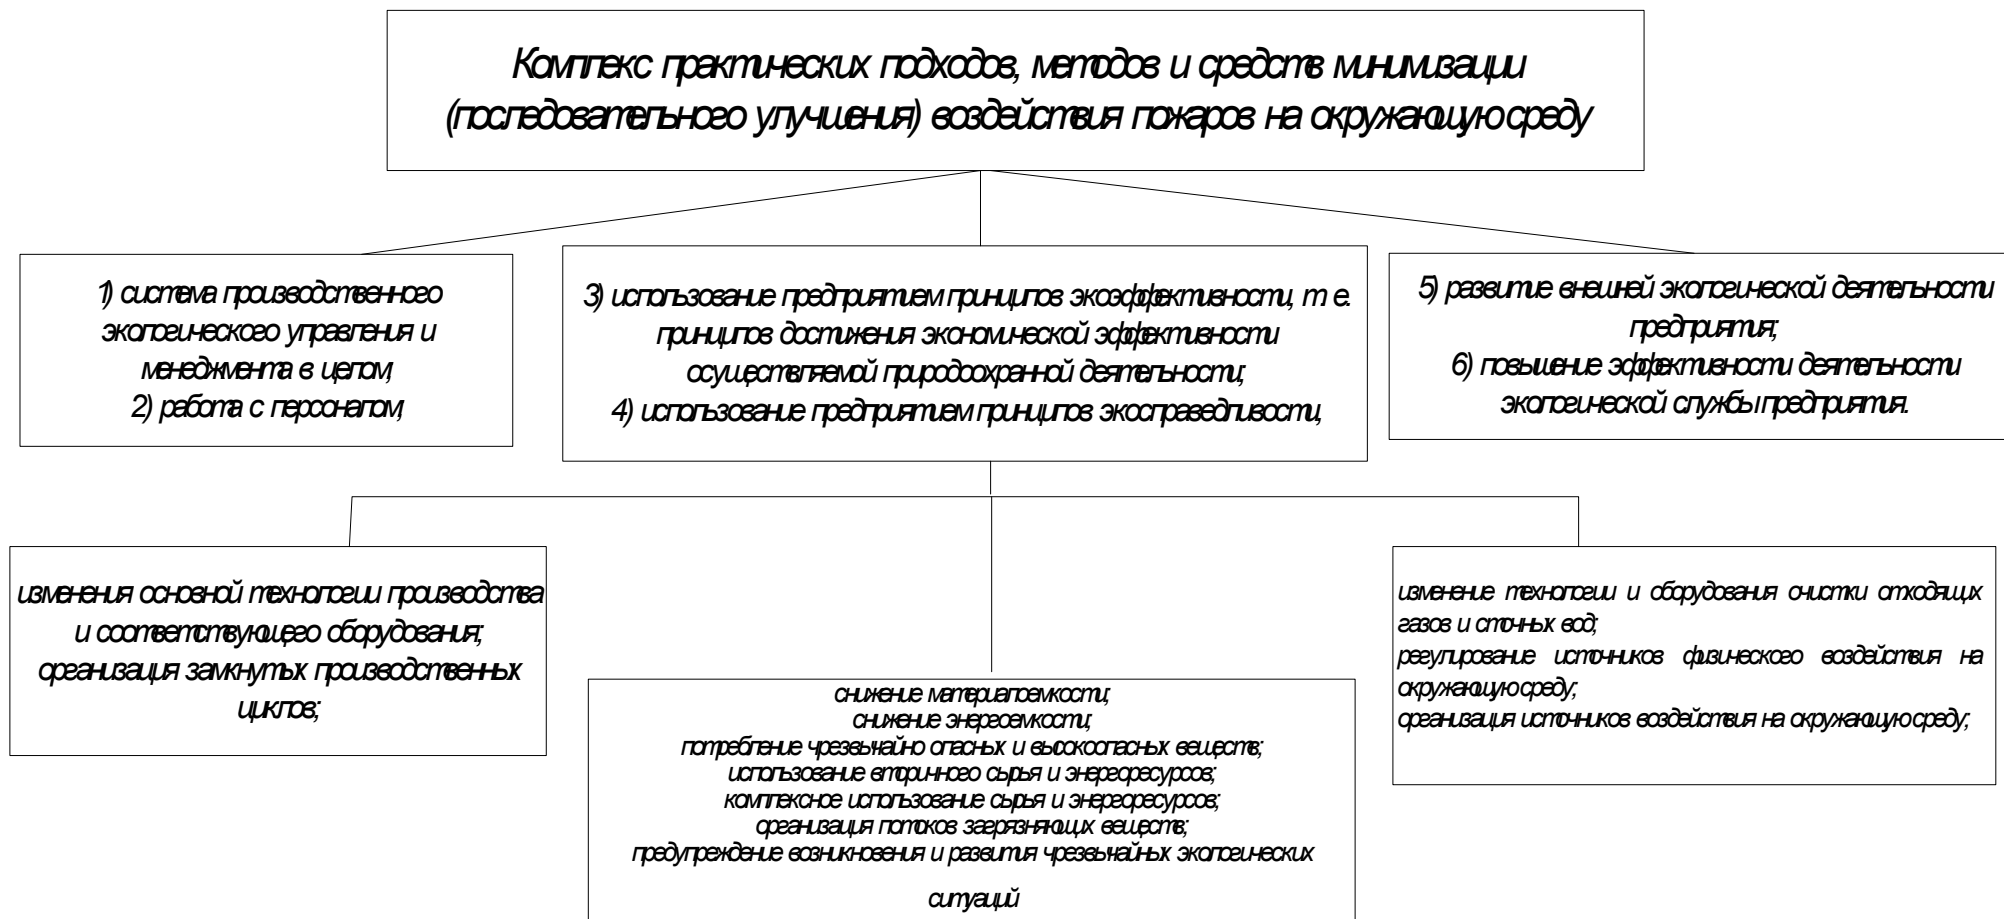 Комплекс практических подходов, методов и средств минимизации
(последовательного улучшения) воздействия пожаров на окружающую среду
1) система производственного
экологического управления и
менеджмента в целом;
2) работа с персоналом;
3) использование предприятием принципов экоэффективности, т. е.
принципов достижения экономической эффективности
осуществляемой природоохранной деятельности;
4) использование предприятием принципов экосправедливости;
5) развитие внешней экологической деятельности
предприятия;
6) повышение эффективности деятельности
экологической службы предприятия.
изменения основной технологии производства
и соответствующего оборудования;
организация замкнутых производственных
циклов;
снижение материалоемкости;
снижение энергоемкости;
потребление чрезвычайно опасных и высокоопасных веществ;
использование вторичного сырья и энергоресурсов;
комплексное использование сырья и энергоресурсов;
организация потоков загрязняющих веществ;
предупреждение возникновения и развития чрезвычайных экологических
ситуаций
изменение технологии и оборудования очистки отходящих
газов и сточных вод;
регулирование источников физического воздействия на
окружающую среду;
организация источников воздействия на окружающую среду;